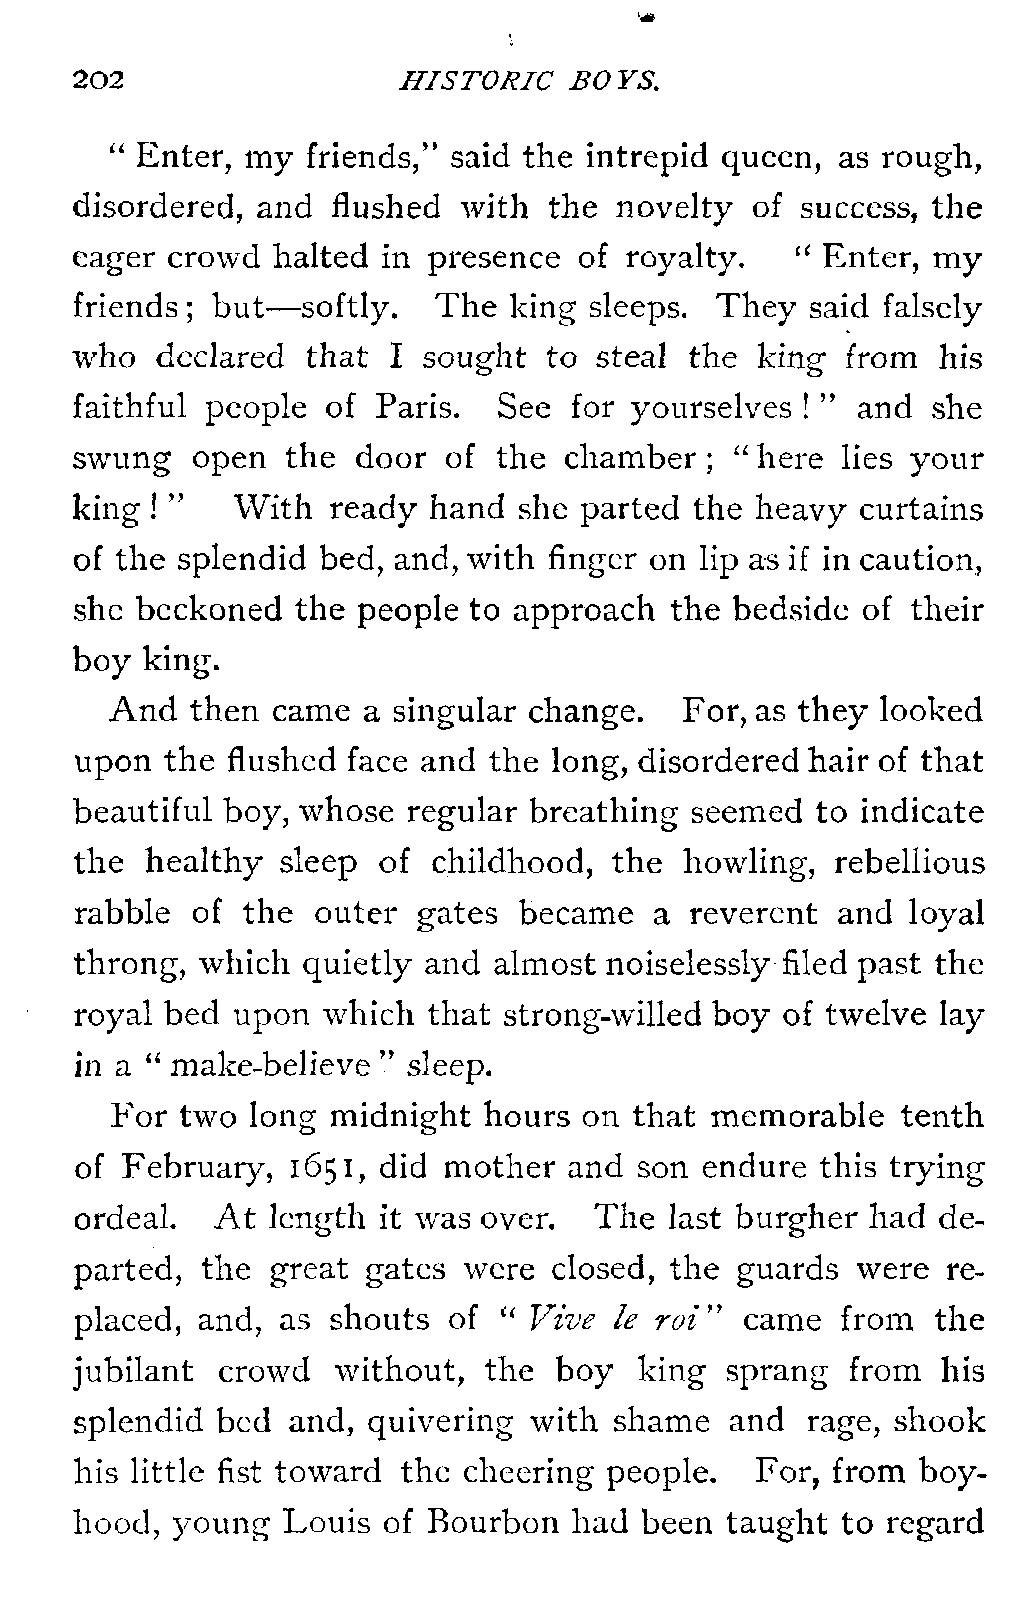 202 HISTORIC BOYS.
“ Enter, my friends,” said the intrepid queen, as rough,
disordered, and flushed with the novelty of success, the
eager crowd halted in presence of royalty. “ Enter, my
friends ; but—softly. The king sleeps. They said falsely
who declared that I sought to steal the king from his
faithful people of Paris. See for yourselves ! ” and she
swung open the door of the chamber ; “ here lies your
king ! ” With ready hand she parted the heavy curtains
of the splendid bed, and, with finger on lip as if in caution,
she beckoned the people to approach the bedside of their
boy king.
And then came a singular change. For, as they looked
upon the flushed face and the long, disordered hair of that
beautiful boy, whose regular breathing seemed to indicate
the healthy sleep of childhood, the howling, rebellious
rabble of the outer gates became a reverent and loyal
throng, which quietly and almost noiselessly filed past the
royal bed upon which that strong-willed boy of twelve lay
in a “ make-believe ” sleep.
For two long midnight hours on that memorable tenth
of February, 1651, did mother and son endure this trying
ordeal. At length it was over. The last burgher had de-
parted, the great gates were closed, the guards were re-
placed, and, as shouts of “ Vive le roi ” came from the
jubilant crowd without, the boy king sprang from his
splendid bed and, quivering with shame and rage, shook
his little fist toward the cheering people. For, from boy-
hood, young Louis of Bourbon had been taught to regard